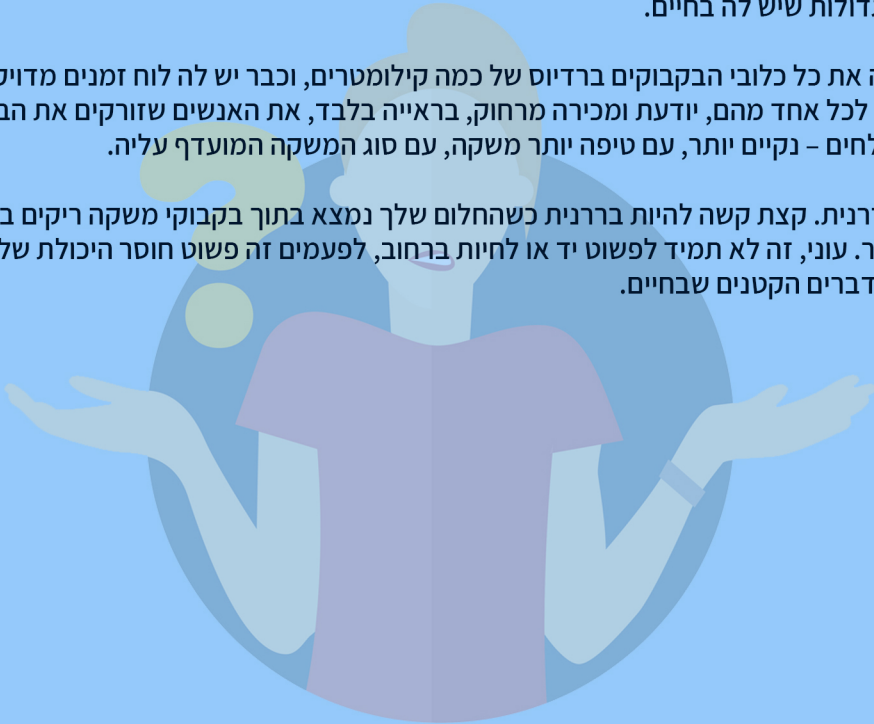 גדולות שיש לה בחיים.
ה את כל כלובי הבקבוקים ברדיוס של כמה קילומטרים, וכבר יש לה לוח זמנים מדויק
לכל אחד מהם, יודעת ומכירה מרחוק, בראייה בלבד, את האנשים שזורקים את הב
לחים – נקיים יותר, עם טיפה יותר משקה, עם סוג המשקה המועדף עליה.
ררנית. קצת קשה להיות בררנית כשהחלום שלך נמצא בתוך בקבוקי משקה ריקים ב
ר. עוני, זה לא תמיד לפשוט יד או לחיות ברחוב, לפעמים זה פשוט חוסר היכולת של
דברים הקטנים שבחיים.